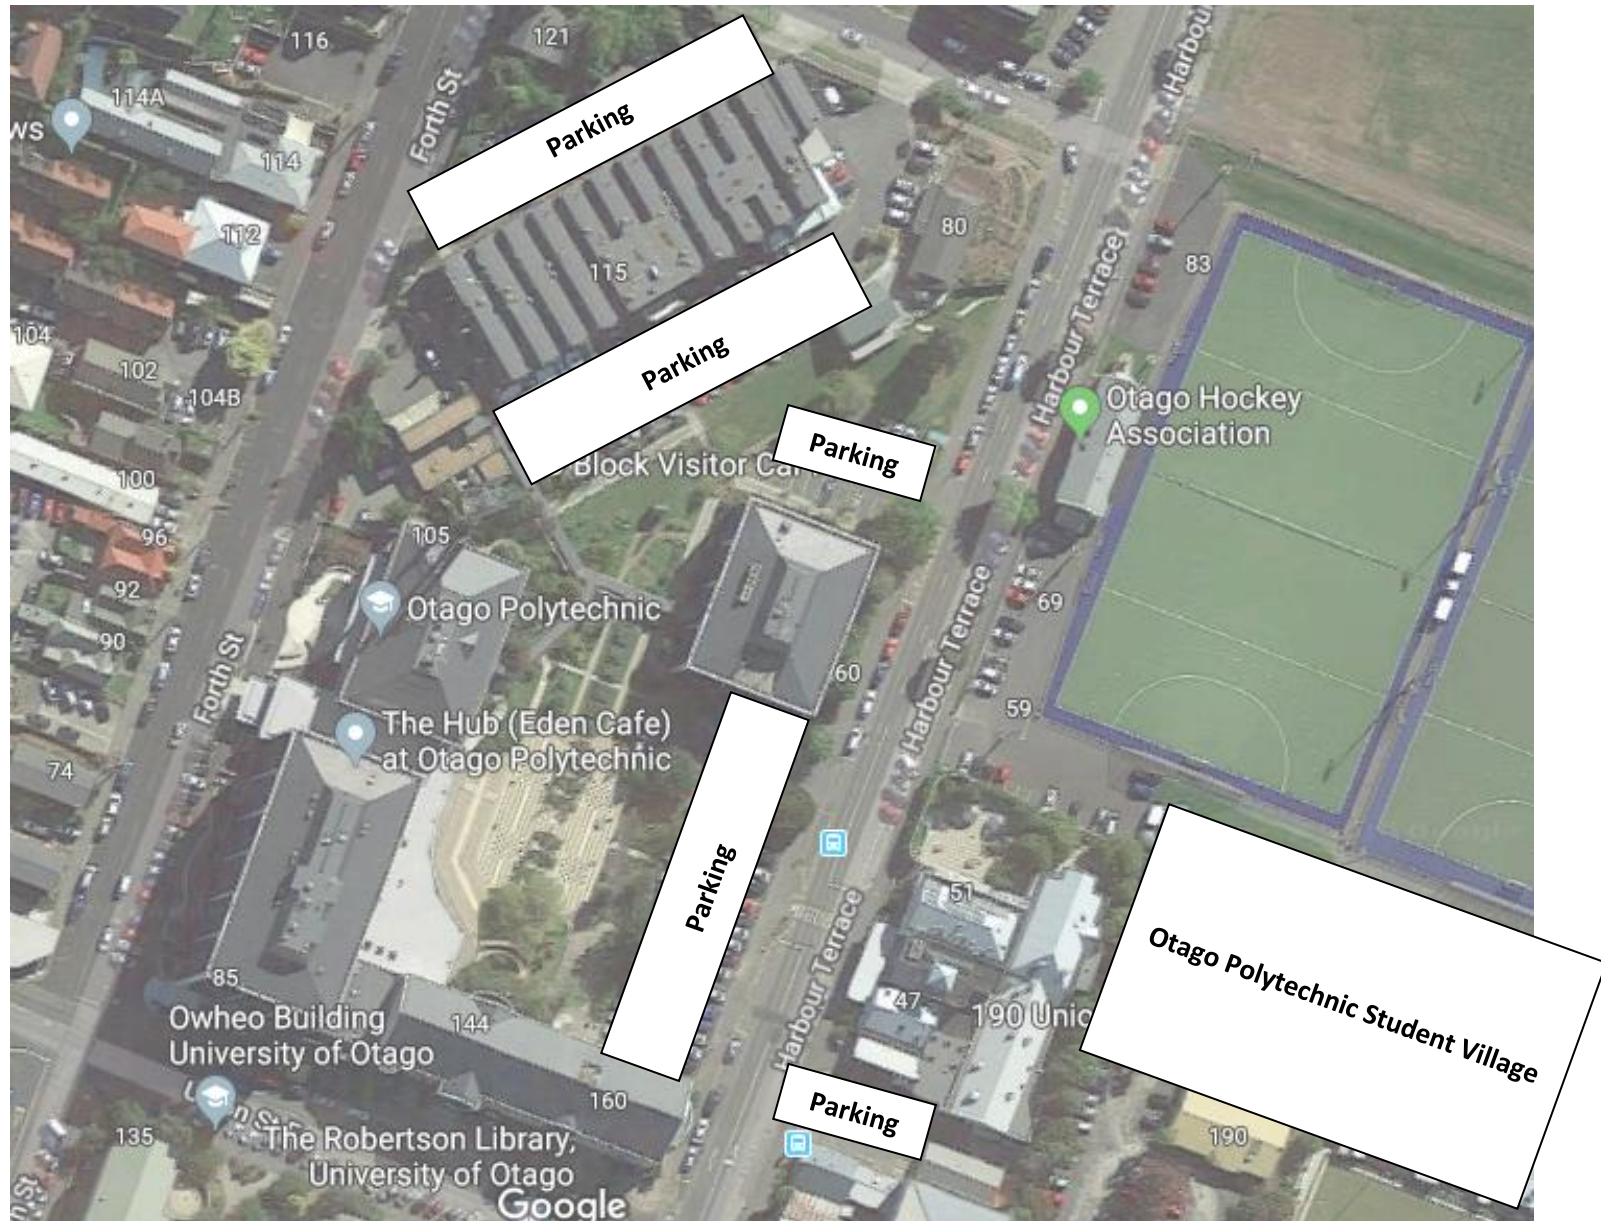 116
121
Forth St
Harbour
114A
Parking
ws
114
80
112
115
83
Harbour Terrace
104
Parking
102
104B
Otago Hockey
Association
Parking
Block Visitor Car
100
96
105
92
Otago Polytechnic
69
90
60
Forth St
Harbour Terrace
59
The Hub (Eden Cafe)
at Otago Polytechnic
74
Parking
51
Otago Polytechnic Student Village
Harbour Terrace
85
47
190 Unio
Owheo Building
University of Otago
144
160
Parking
135
The Robertson Library,
University of Otago
190
Google
n St